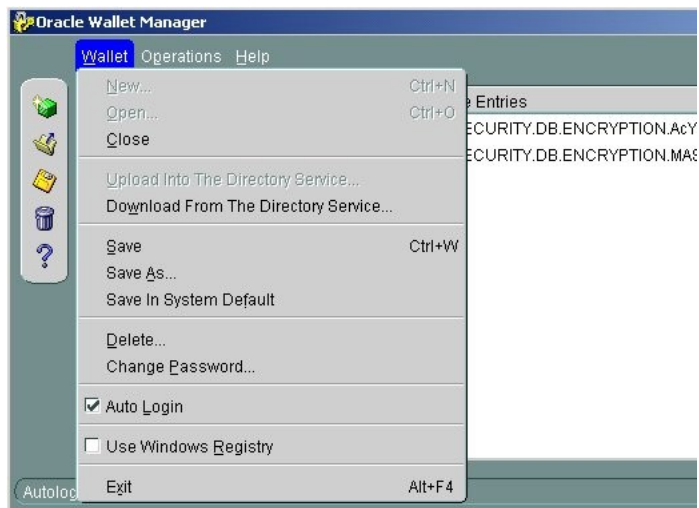 Oracle Wallet Manager
Wallet Operations Help
New... Ctrl+N
Open... Ctrl+O
Close
Upload Into The Directory Service...
Download From The Directory Service...
Save Ctrl+W
Save As...
Save In System Default
Delete...
Change Password...
Auto Login
Use Windows Registry
Exit Alt+F4
e Entries
ECURITY.DB.ENCRYPTION.AcY
ECURITY.DB.ENCRYPTION.MAS
Autolog